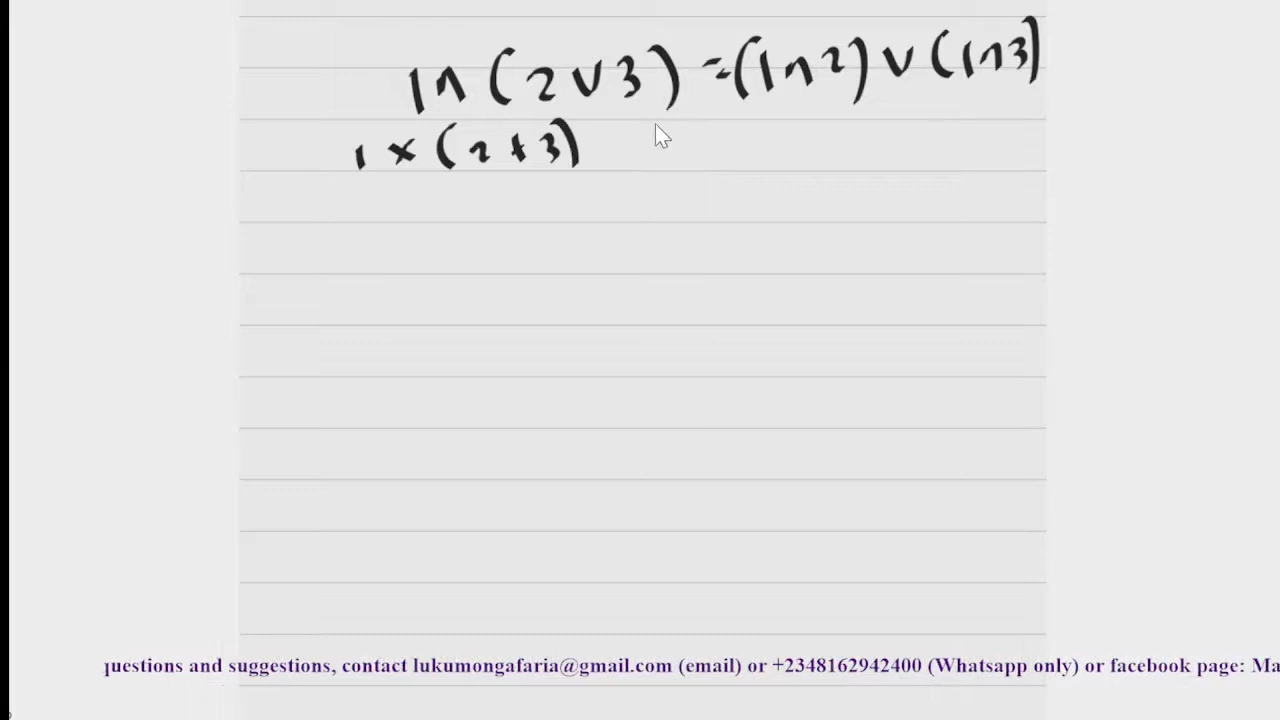 1 ∩ (2 ∪ 3) = (1 ∩ 2) ∪ (1 ∩ 3)
1 × (2 + 3)
questions and suggestions, contact lukumongafaria@gmail.com (email) or +2348162942400 (Whatsapp only) or facebook page: Ma